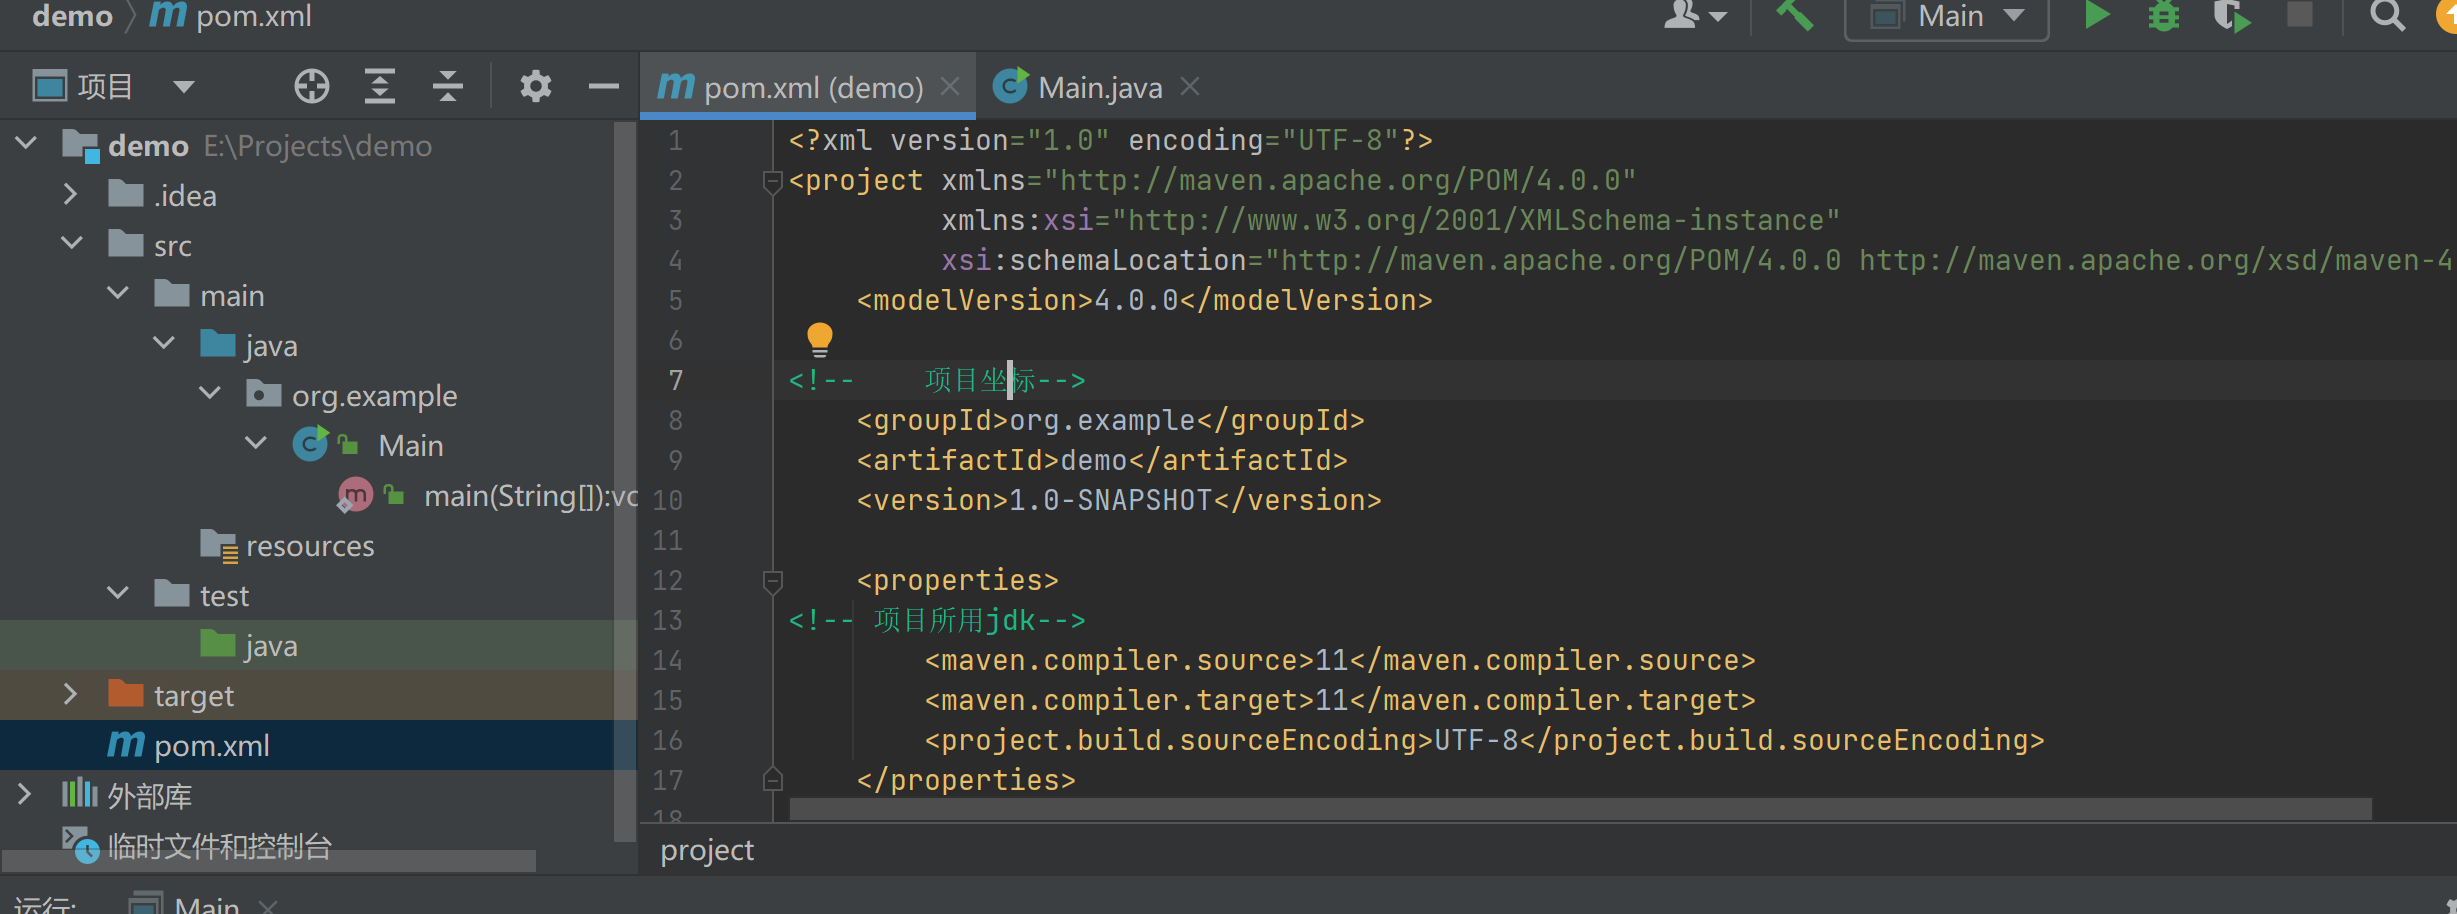 demo pom.xml Main
项目
pom.xml (demo) Main.java
demo E:\Projects\demo
.idea
src
main
java
org.example
Main
main(String[]):vo
resources
test
java
target
pom.xml
外部库
临时文件和控制台
1 <?xml version="1.0" encoding="UTF-8"?>
2 <project xmlns="http://maven.apache.org/POM/4.0.0"
3 xmlns:xsi="http://www.w3.org/2001/XMLSchema-instance"
4 xsi:schemaLocation="http://maven.apache.org/POM/4.0.0 http://maven.apache.org/xsd/maven-4
5 <modelVersion>4.0.0</modelVersion>
6
7 <!-- 项目坐标-->
8 <groupId>org.example</groupId>
9 <artifactId>demo</artifactId>
10 <version>1.0-SNAPSHOT</version>
11
12 <properties>
13 <!-- 项目所用jdk-->
14 <maven.compiler.source>11</maven.compiler.source>
15 <maven.compiler.target>11</maven.compiler.target>
16 <project.build.sourceEncoding>UTF-8</project.build.sourceEncoding>
17 </properties>
18
project
运行: Main